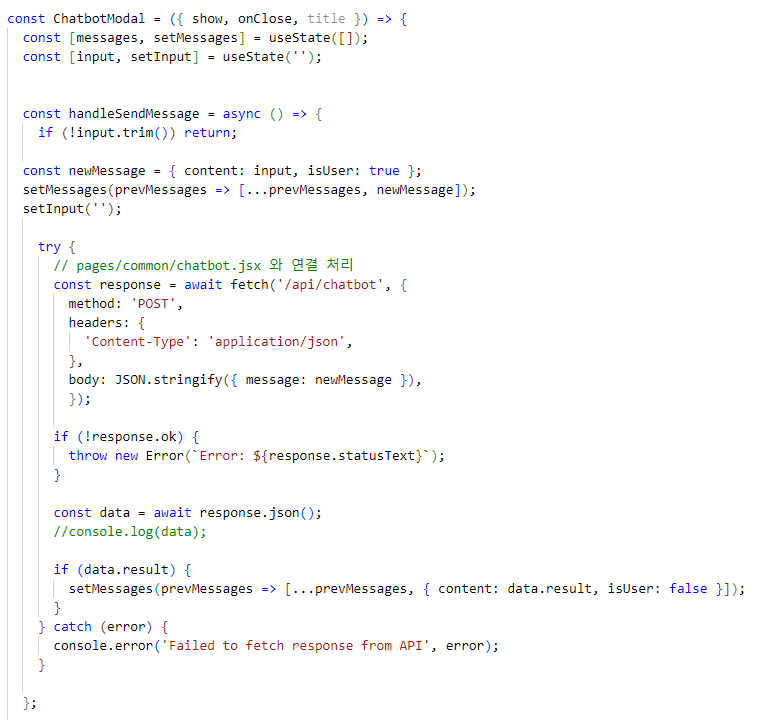 const ChatbotModal = ({ show, onClose, title }) => {
const [messages, setMessages] = useState([]);
const [input, setInput] = useState('');
const handleSendMessage = async () => {
if (!input.trim()) return;
const newMessage = { content: input, isUser: true };
setMessages(prevMessages => [...prevMessages, newMessage]);
setInput('');
try {
// pages/common/chatbot.jsx 와 연결 처리
const response = await fetch('/api/chatbot', {
method: 'POST',
headers: {
'Content-Type': 'application/json',
},
body: JSON.stringify({ message: newMessage }),
});
if (!response.ok) {
throw new Error(`Error: ${response.statusText}`);
}
const data = await response.json();
//console.log(data);
if (data.result) {
setMessages(prevMessages => [...prevMessages, { content: data.result, isUser: false }]);
}
} catch (error) {
console.error('Failed to fetch response from API', error);
}
};